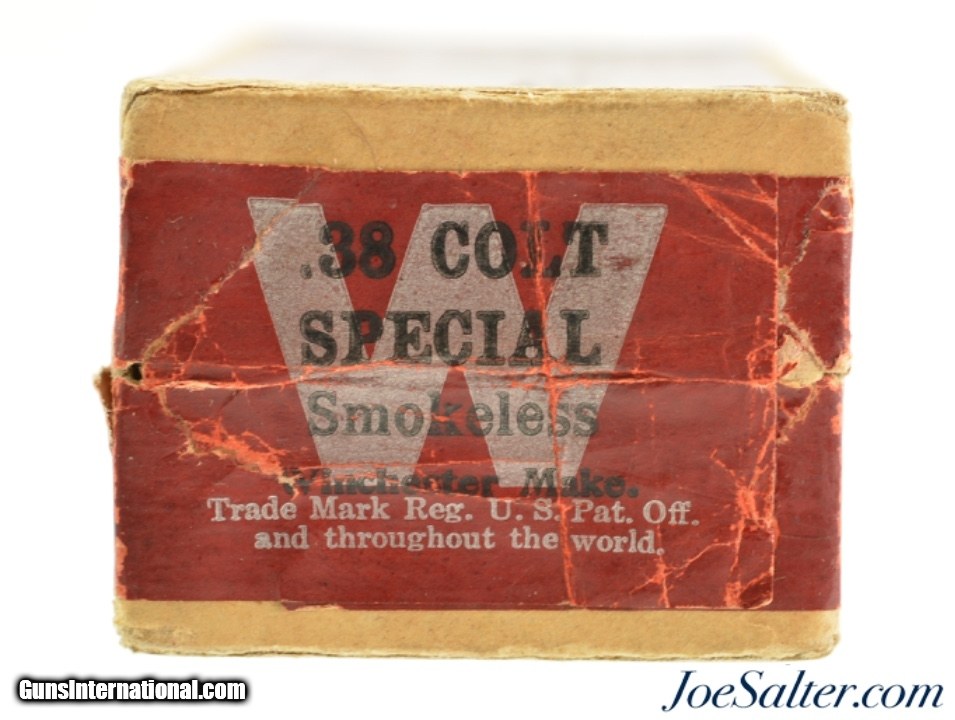 W
.38 COLT
SPECIAL
Smokeless
Winchester Make.
Trade Mark Reg. U. S. Pat. Off.
and throughout the world.
GunsInternational.com
JoeSalter.com